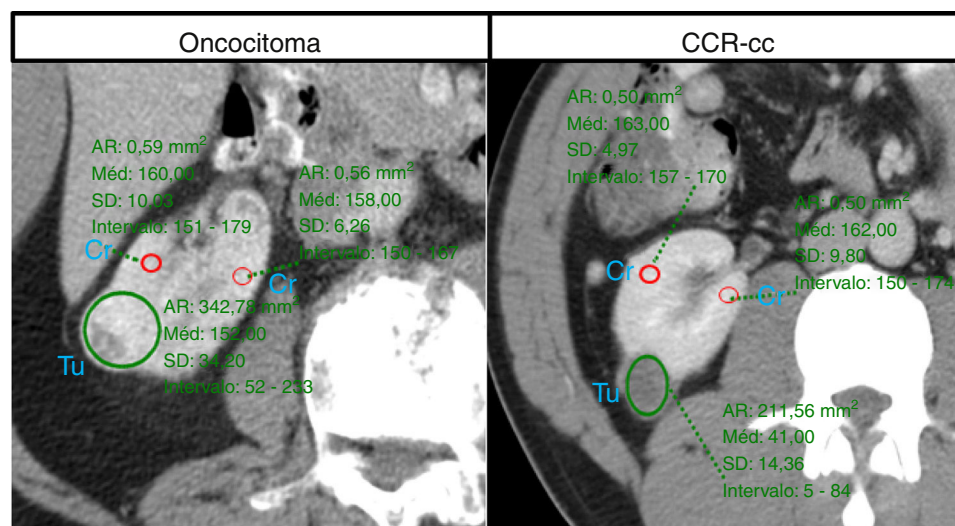 Oncocitoma
AR: 0,59 mm²
Méd: 160,00
SD: 10,03
Intervalo: 151 - 179
AR: 0,56 mm²
Méd: 158,00
SD: 6,26
Intervalo: 150 - 167
Cr
Cr
AR: 342,78 mm²
Méd: 152,00
SD: 34,20
Intervalo: 52 - 233
Tu
CCR-cc
AR: 0,50 mm²
Méd: 163,00
SD: 4,97
Intervalo: 157 - 170
AR: 0,50 mm²
Méd: 162,00
SD: 9,80
Intervalo: 150 - 174
Cr
Cr
Tu
AR: 211,56 mm²
Méd: 41,00
SD: 14,36
Intervalo: 5 - 84